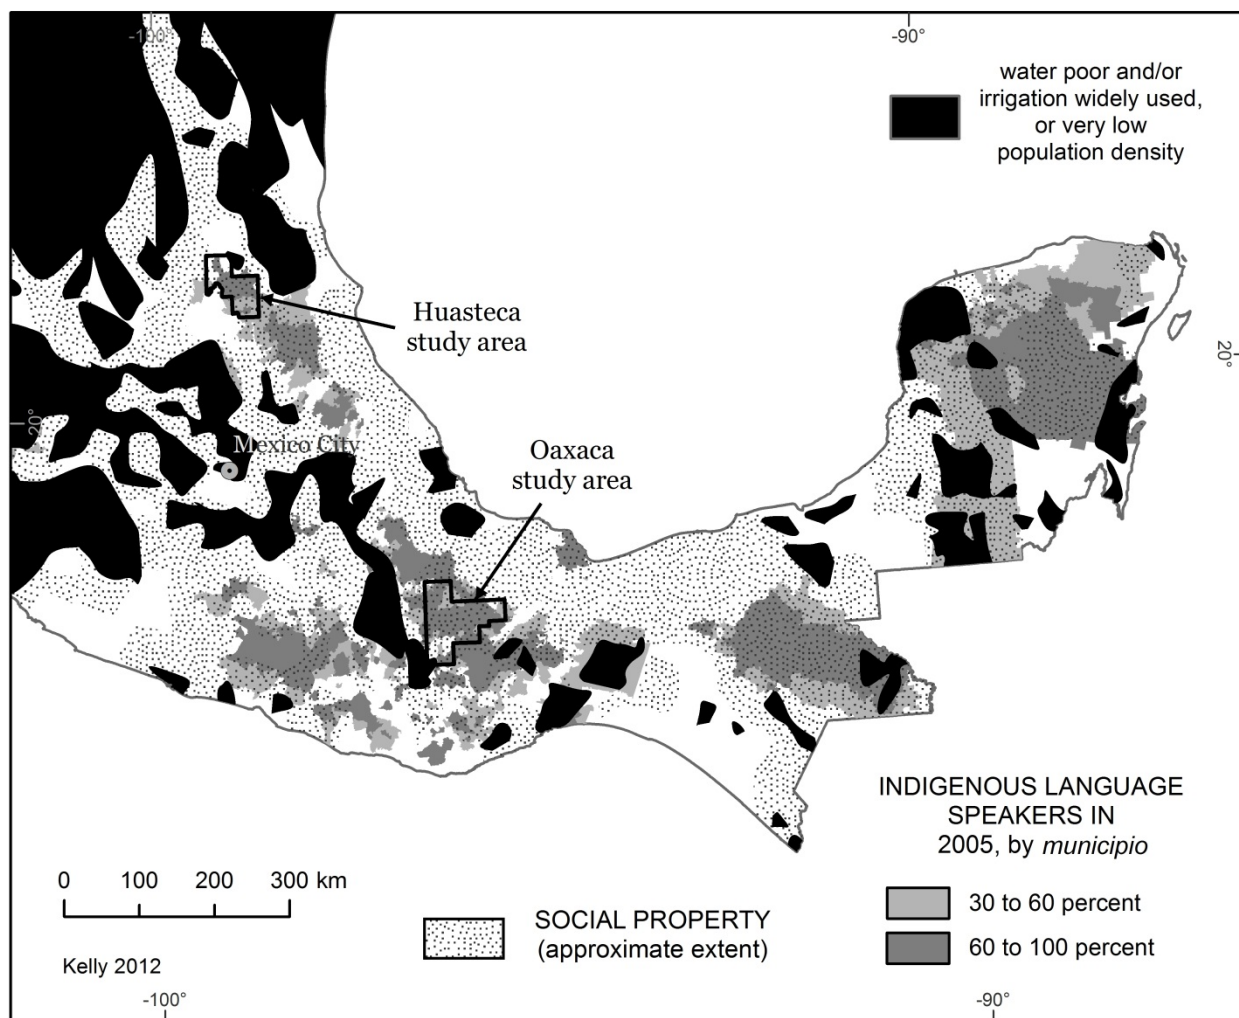 -100°
-90°
water poor and/or
irrigation widely used,
or very low
population density
Huasteca
study area
20°
20°
Mexico City
Oaxaca
study area
INDIGENOUS LANGUAGE
SPEAKERS IN
2005, by municipio
0 100 200 300 km
30 to 60 percent
SOCIAL PROPERTY
(approximate extent)
60 to 100 percent
Kelly 2012
-100°
-90°